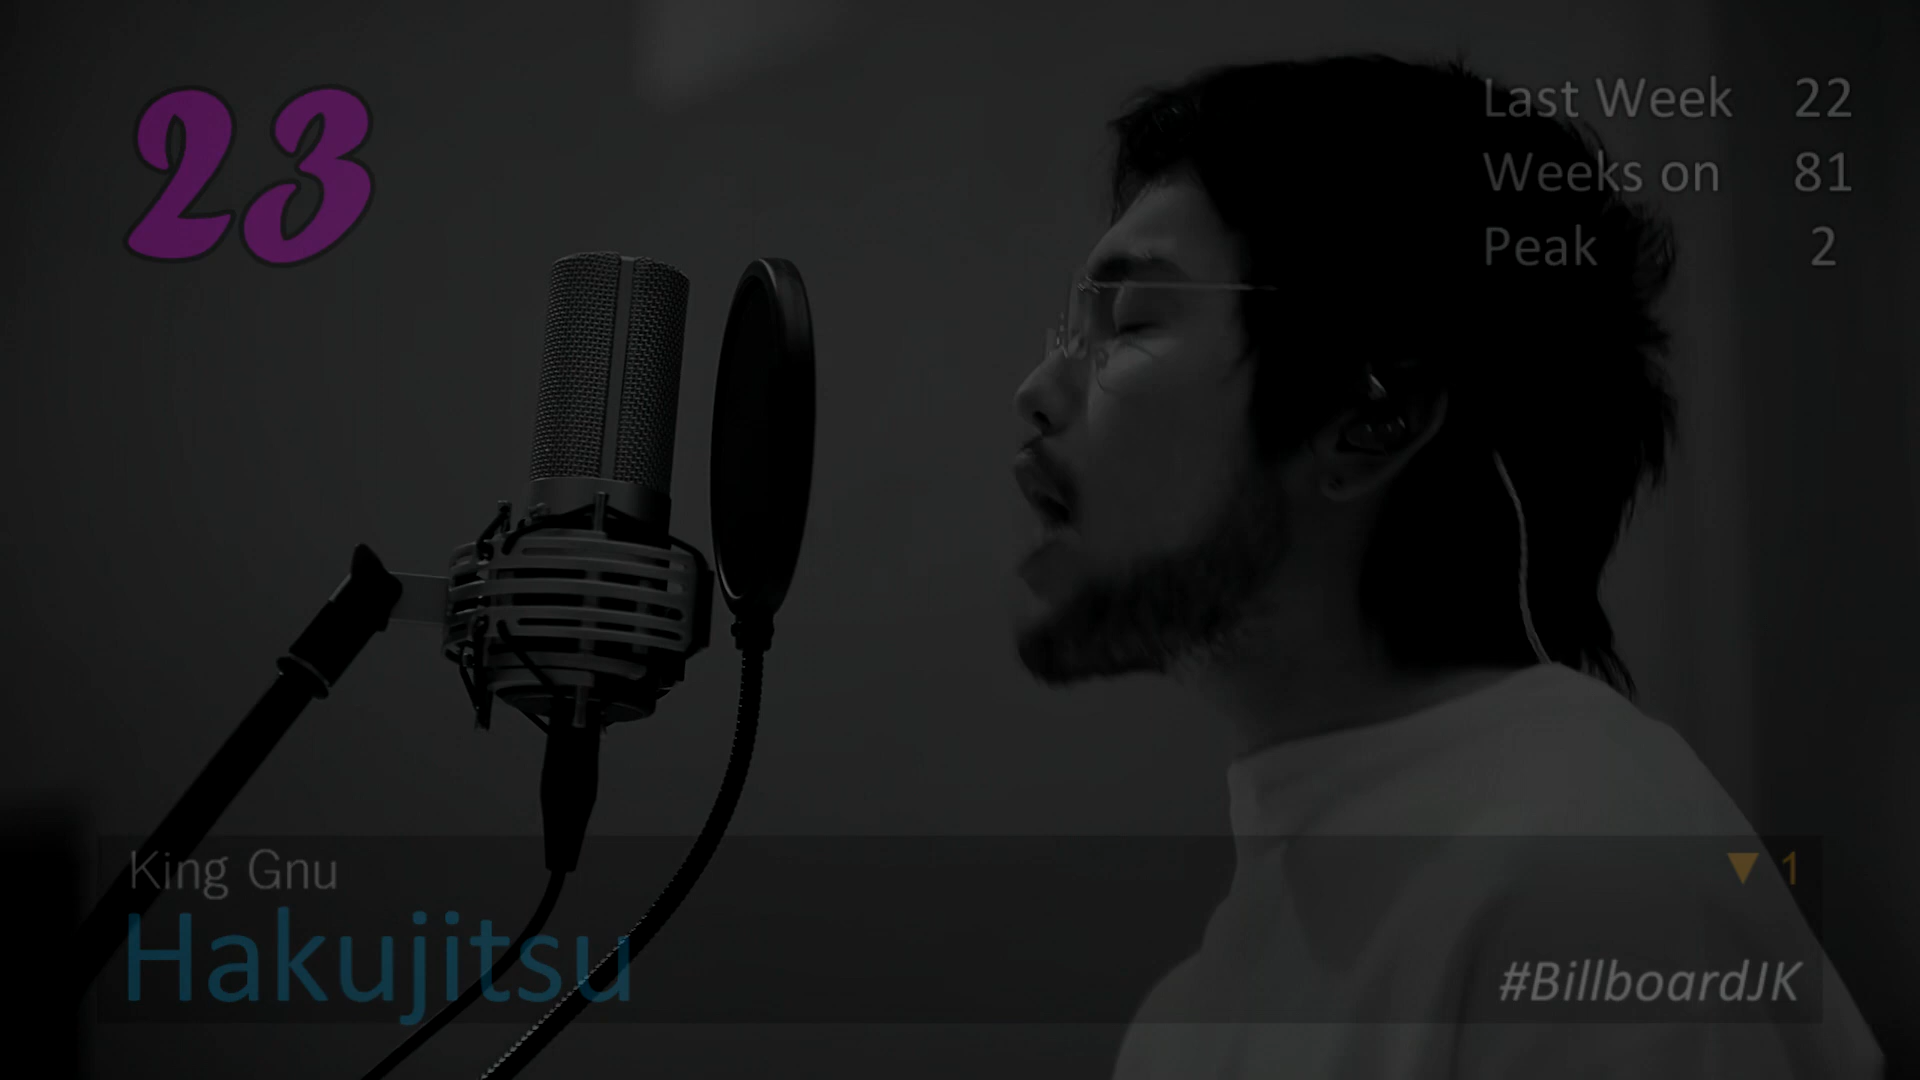 23
Last Week 22
Weeks on 81
Peak 2
King Gnu
▼ 1
Hakujitsu
#BillboardJK